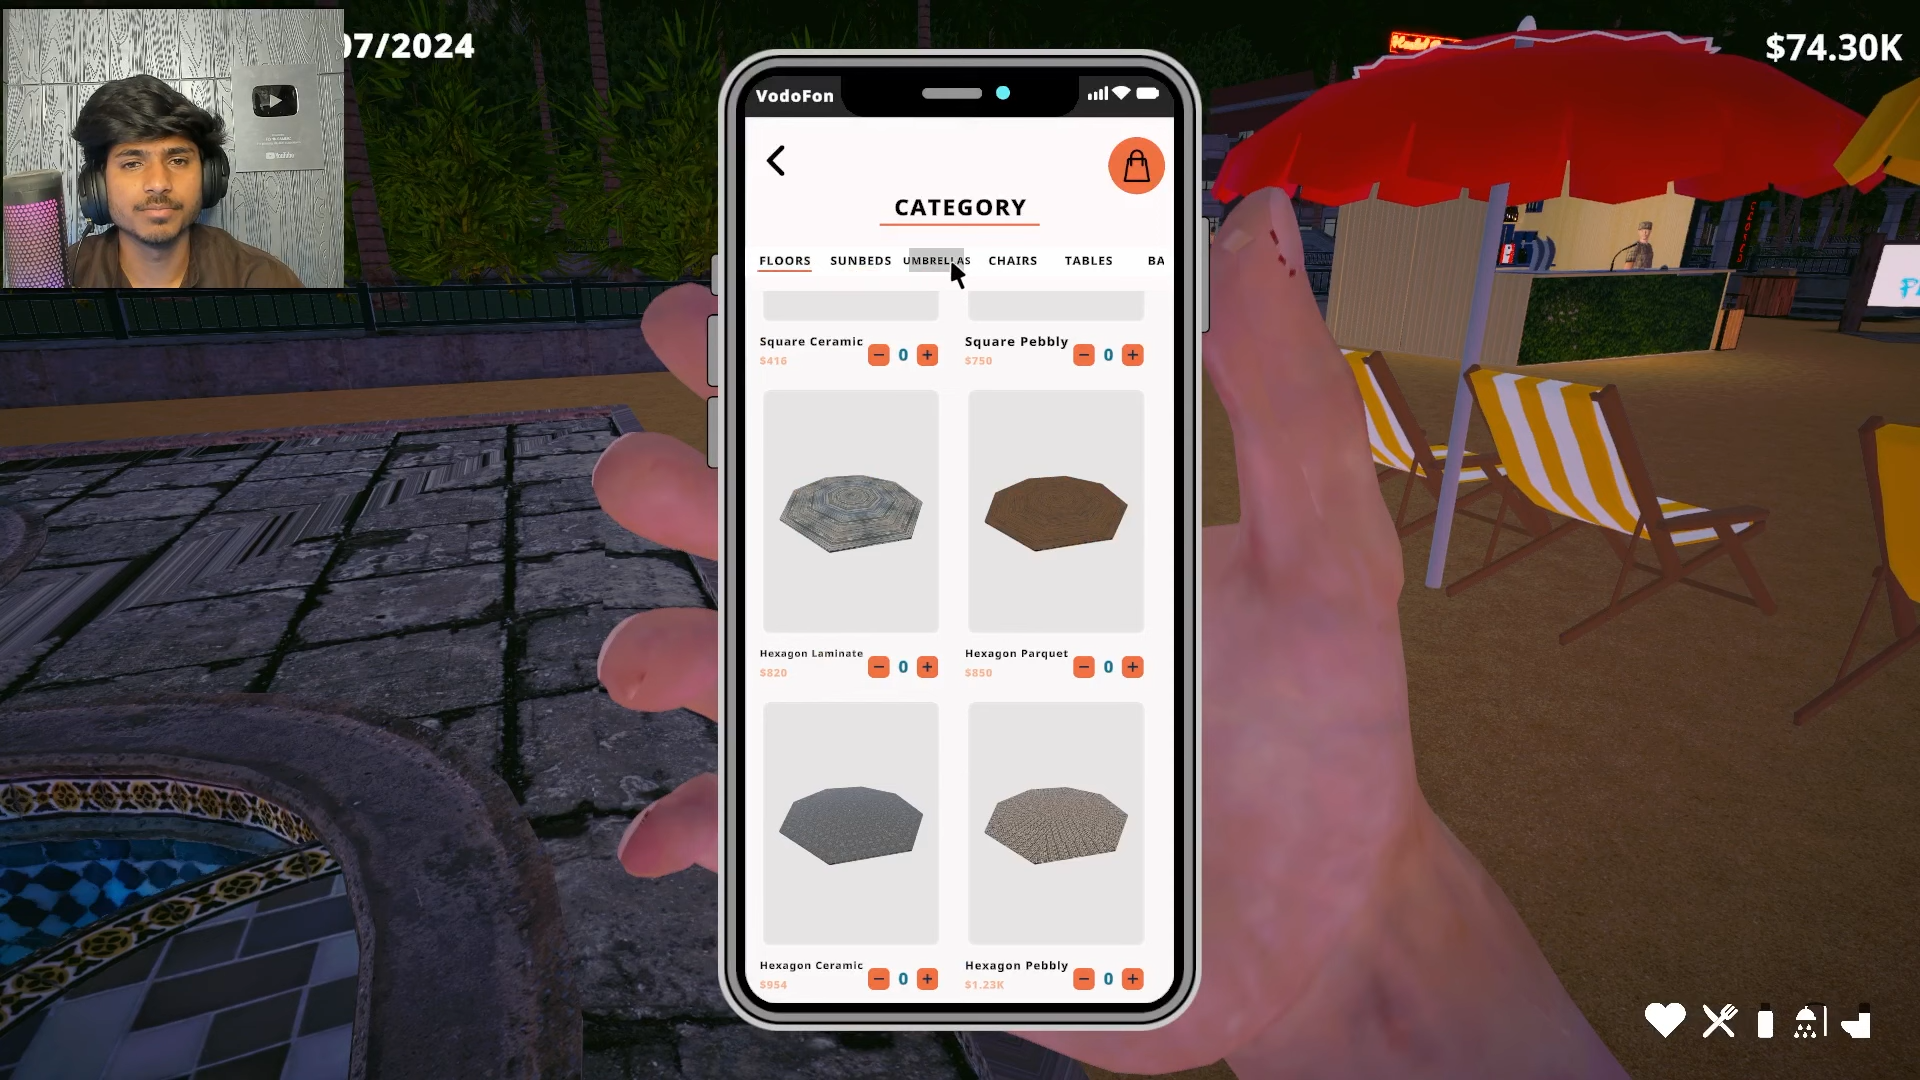 07/2024
$74.30K
VodoFon
CATEGORY
FLOORS SUNBEDS UMBRELLAS CHAIRS TABLES BA
Square Ceramic
$416
0
Square Pebbly
$750
0
Hexagon Laminate
$820
0
Hexagon Parquet
$850
0
Hexagon Ceramic
$954
0
Hexagon Pebbly
$1.23K
0
YouTube